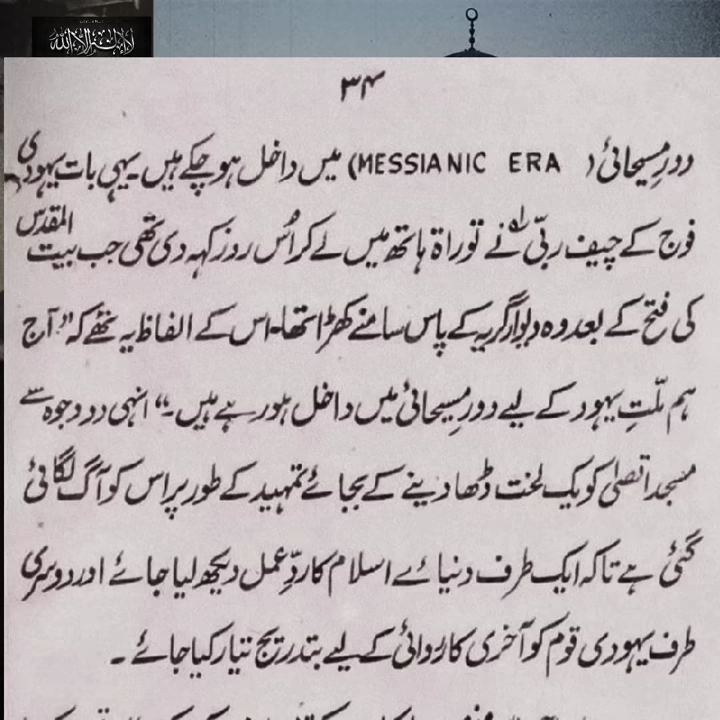 لا إله إلا الله
۳۴
دورِ مسیحائی (MESSIANIC ERA) میں داخل ہو چکے ہیں۔ یہی بات یہودی
فوج کے چیف ربّی نے توراۃ ہاتھ میں لے کر اُس روز کہہ دی تھی جب بیت المقدس
کی فتح کے بعد وہ دیوارِ گریہ کے پاس سامنے کھڑا تھا۔ اس کے الفاظ یہ تھے کہ ”آج
ہم ملّتِ یہود کے لیے دورِ مسیحائی میں داخل ہو رہے ہیں۔“ انہی دو وجوہ سے
مسجد اقصیٰ کو یک لخت ڈھا دینے کے بجائے تمہید کے طور پر اس کو آگ لگائی
گئی ہے تاکہ ایک طرف دنیائے اسلام کا ردِّ عمل دیکھ لیا جائے اور دوسری
طرف یہودی قوم کو آخری کارروائی کے لیے بتدریج تیار کیا جائے ۔